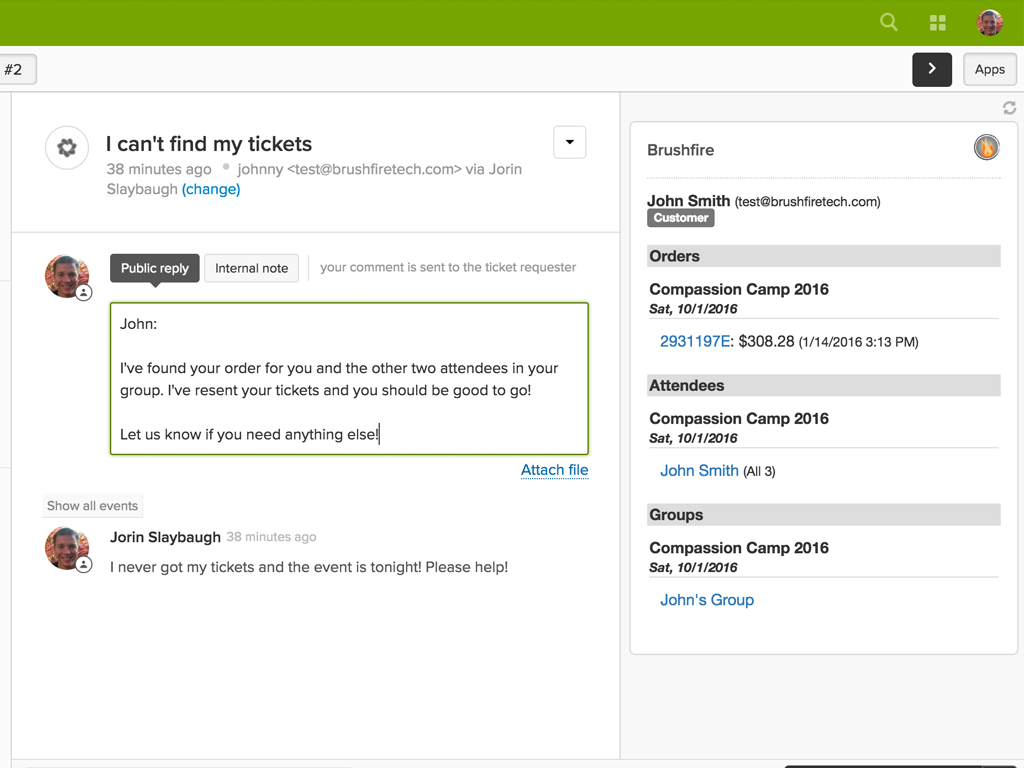 #2
Apps
I can't find my tickets
38 minutes ago johnny <test@brushfiretech.com> via Jorin
Slaybaugh (change)
Public reply
Internal note
your comment is sent to the ticket requester
John:
I've found your order for you and the other two attendees in your
group. I've resent your tickets and you should be good to go!
Let us know if you need anything else!
Attach file
Show all events
Jorin Slaybaugh 38 minutes ago
I never got my tickets and the event is tonight! Please help!
Brushfire
John Smith (test@brushfiretech.com)
Customer
Orders
Compassion Camp 2016
Sat, 10/1/2016
2931197E: $308.28 (1/14/2016 3:13 PM)
Attendees
Compassion Camp 2016
Sat, 10/1/2016
John Smith (All 3)
Groups
Compassion Camp 2016
Sat, 10/1/2016
John's Group